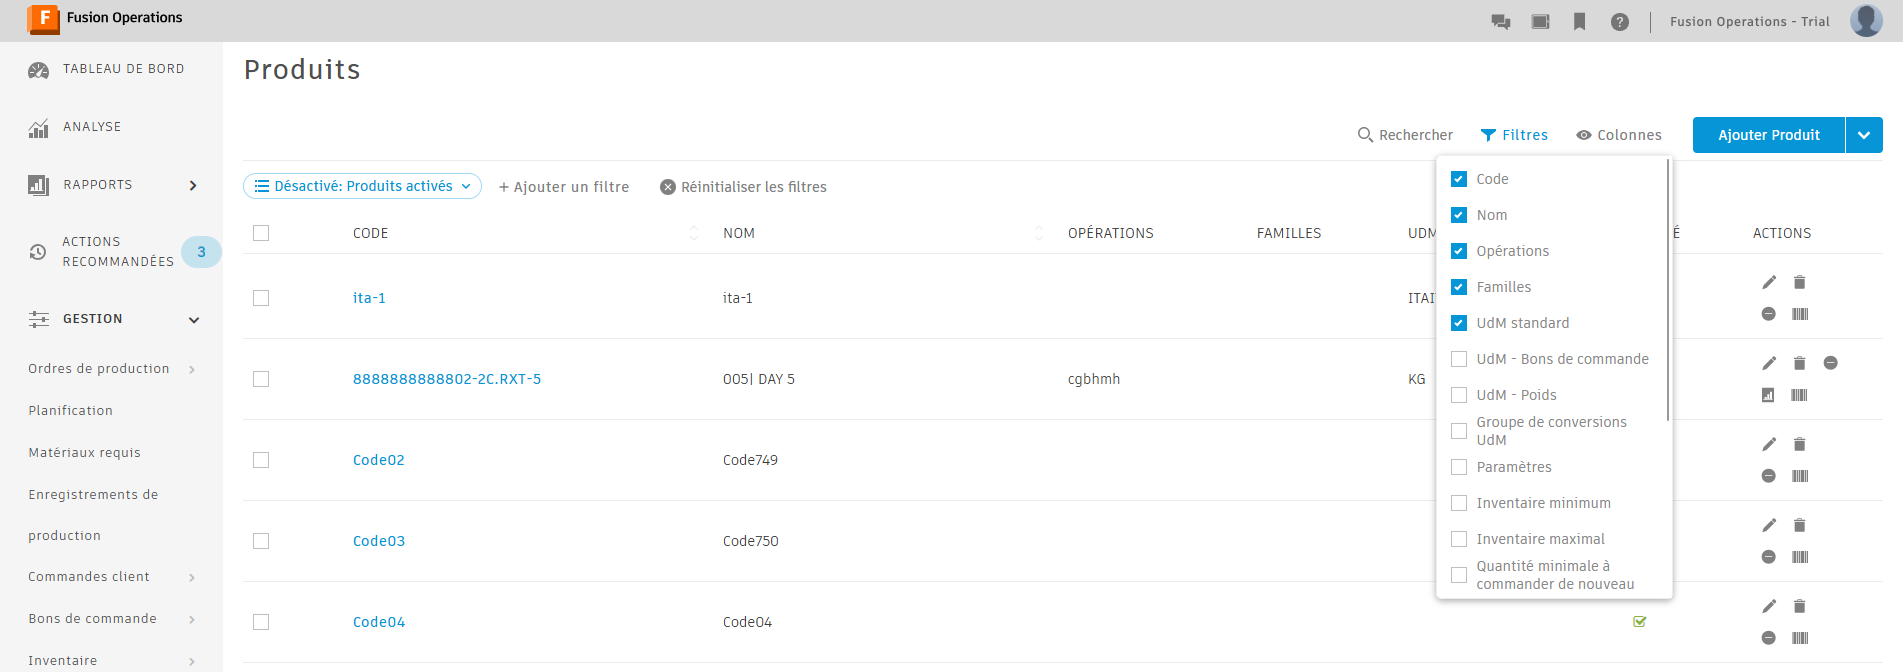 F Fusion Operations
? Fusion Operations - Trial
TABLEAU DE BORD
ANALYSE
RAPPORTS
ACTIONS
RECOMMANDÉES
3
GESTION
Ordres de production
Planification
Matériaux requis
Enregistrements de
production
Commandes client
Bons de commande
Inventaire
Produits
Rechercher Filtres Colonnes Ajouter Produit
Désactivé: Produits activés + Ajouter un filtre Réinitialiser les filtres
CODE NOM OPÉRATIONS FAMILLES UDM É ACTIONS
ita-1 ita-1 ITAI
8888888888802-2C.RXT-5 005| DAY 5 cgbhmh KG
Code02 Code749
Code03 Code750
Code04 Code04
Code
Nom
Opérations
Familles
UdM standard
UdM - Bons de commande
UdM - Poids
Groupe de conversions
UdM
Paramètres
Inventaire minimum
Inventaire maximal
Quantité minimale à
commander de nouveau